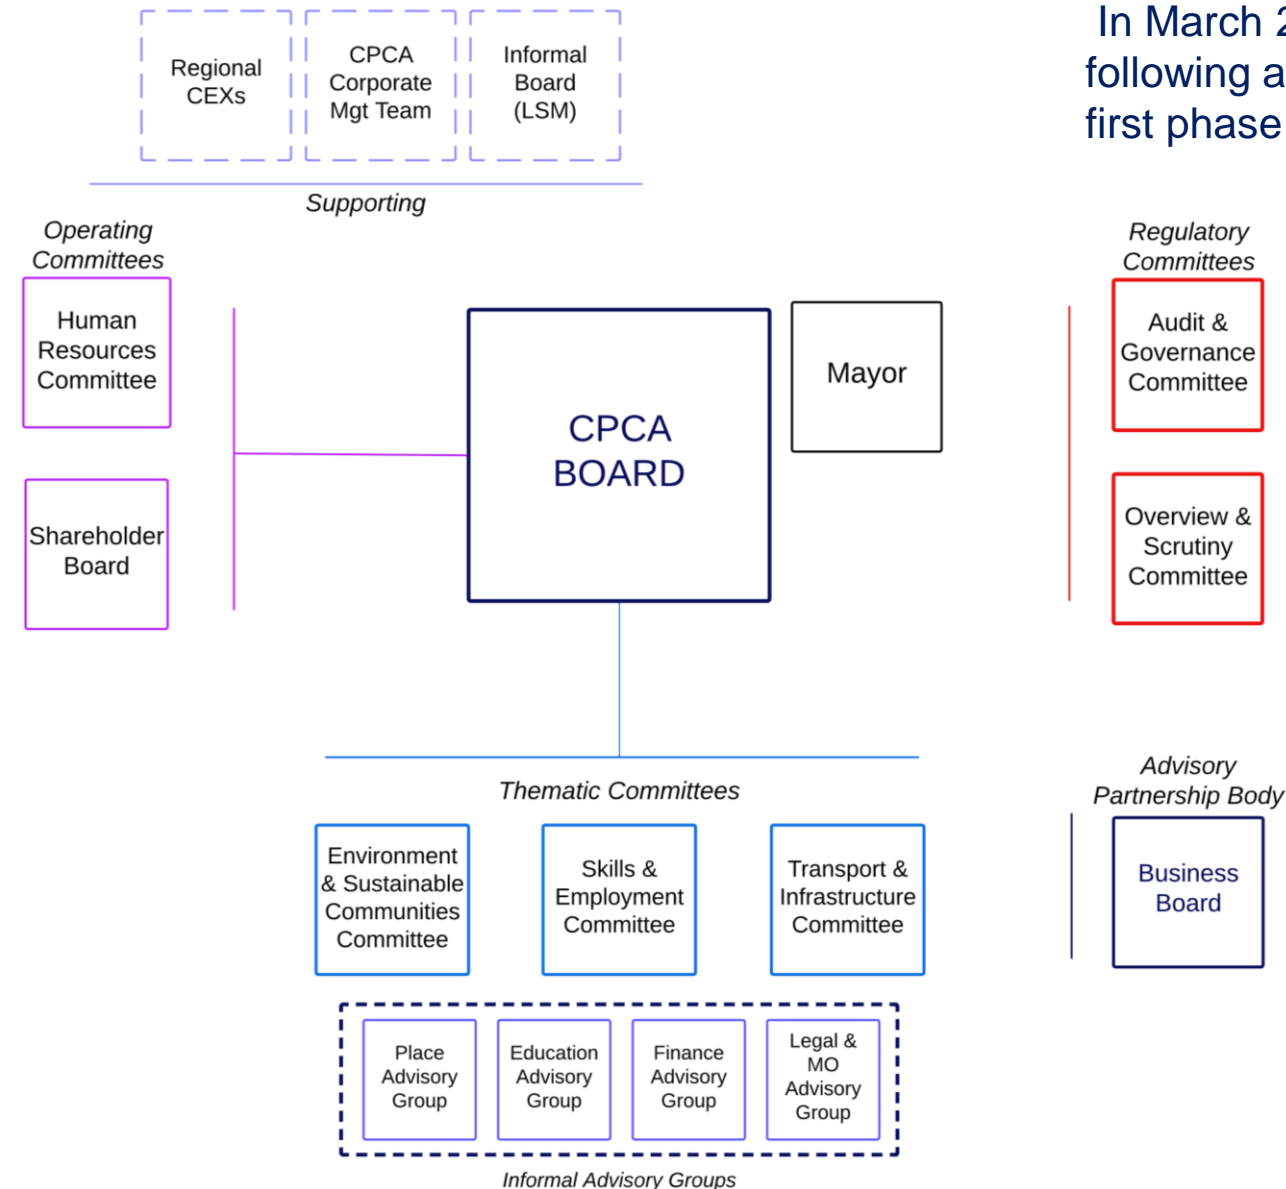 In March 2
following a
first phase
Regional
CEXs
CPCA
Corporate
Mgt Team
Informal
Board
(LSM)
Supporting
Operating
Committees
Human
Resources
Committee
Shareholder
Board
CPCA
BOARD
Mayor
Regulatory
Committees
Audit &
Governance
Committee
Overview &
Scrutiny
Committee
Thematic Committees
Environment
& Sustainable
Communities
Committee
Skills &
Employment
Committee
Transport &
Infrastructure
Committee
Advisory
Partnership Body
Business
Board
Place
Advisory
Group
Education
Advisory
Group
Finance
Advisory
Group
Legal &
MO
Advisory
Group
Informal Advisory Groups